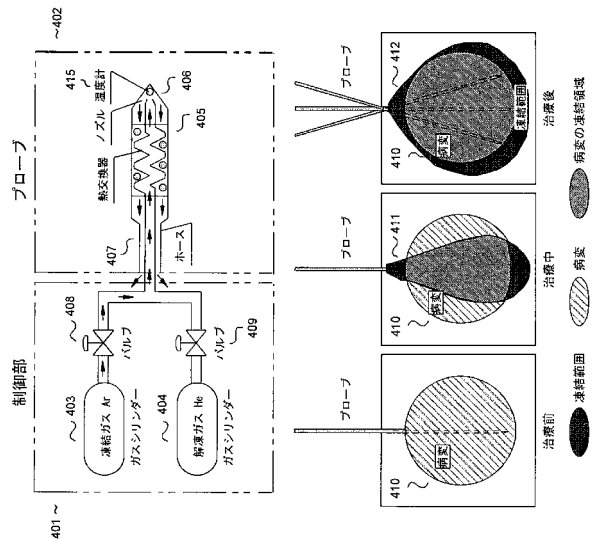 401
402
制御部
プローブ
403
凍結ガス Ar
ガスシリンダー
404
解凍ガス He
ガスシリンダー
408
バルブ
バルブ
409
407
ホース
熱交換器
ノズル
温度計
415
406
405
プローブ
410
病変
治療前
プローブ
410
病変
411
治療中
プローブ
410
病変
412
凍結範囲
治療後
凍結範囲
病変
病変の凍結領域